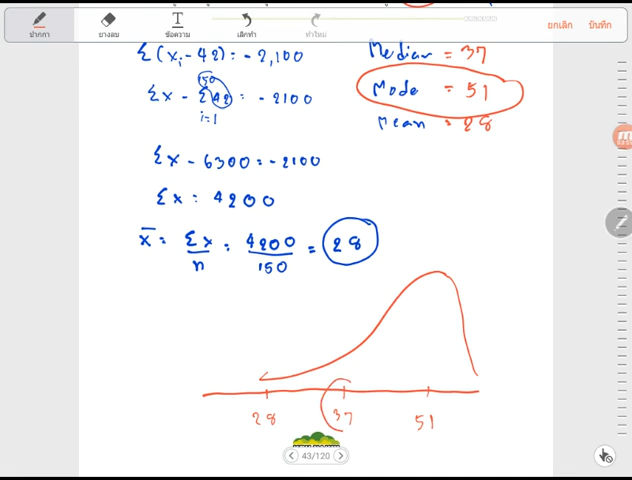 ปากกา ยางลบ ข้อความ เลิกทำ ทำใหม่ ยกเลิก บันทึก
Σ(xᵢ - 42) = -2,100
150
Σx - Σ42 = -2100
i=1
Σx - 6300 = -2100
Σx = 4200
x̄ = Σx/n = 4200/150 = 28
Median = 37
Mode = 51
Mean = 28
28 37 51
43/120